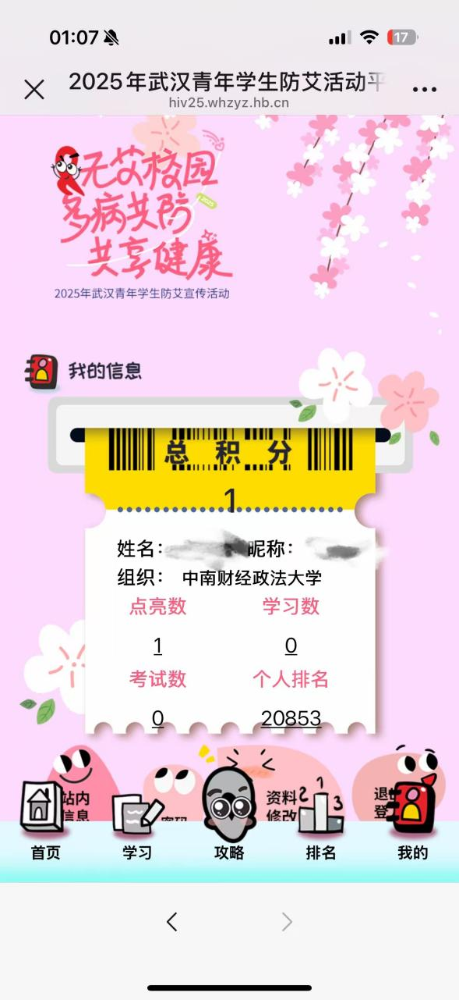 01:07
17
2025年武汉青年学生防艾活动平
hiv25.whzyz.hb.cn
无艾校园
2025
多病共防
共享健康
2025年武汉青年学生防艾宣传活动
我的信息
总积分
1
姓名： 昵称：
组织： 中南财经政法大学
点亮数 学习数
1 0
考试数 个人排名
0 20853
站内 资料 退
信息 密码 修改 登
1
2 3
首页 学习 攻略 排名 我的